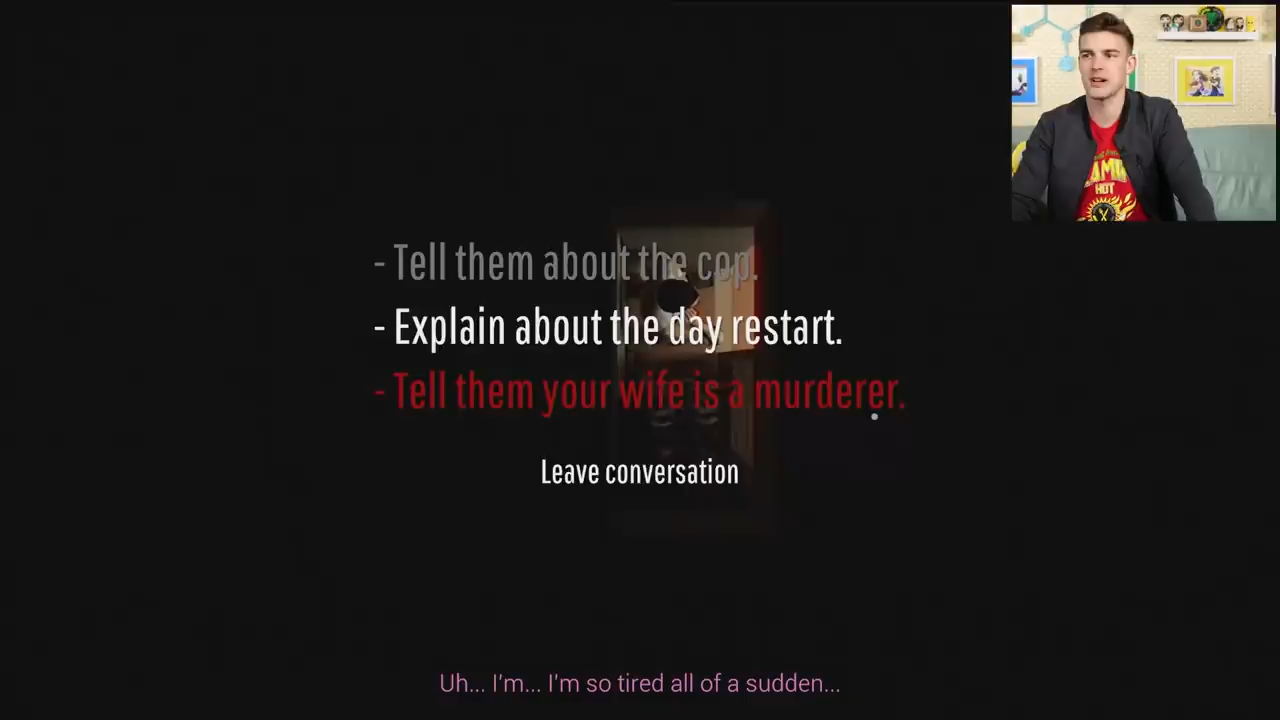 - Tell them about the cop.
- Explain about the day restart.
- Tell them your wife is a murderer.
Leave conversation
Uh... I'm... I'm so tired all of a sudden...
HOT